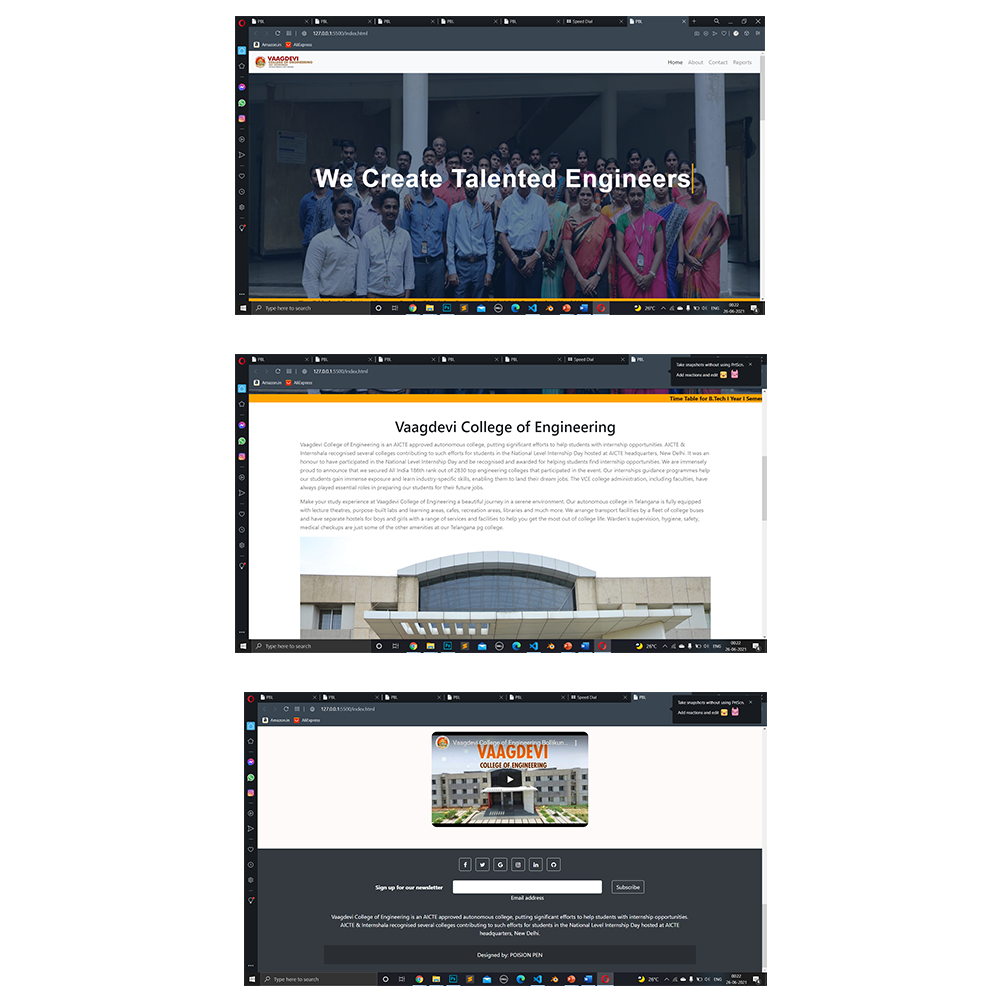 PBL PBL PBL PBL PBL Speed Dial PBL
127.0.0.1:5500/index.html
Amazon.in AliExpress
VAAGDEVI
COLLEGE OF ENGINEERING
Home About Contact Reports
We Create Talented Engineers
Type here to search
26°C ENG
00:22
26-06-2021
PBL PBL PBL PBL PBL Speed Dial PBL
Take snapshots without using PrtScn.
127.0.0.1:5500/index.html
Add reactions and edit
Amazon.in AliExpress
Time Table for B.Tech I Year I Semes
Vaagdevi College of Engineering
Vaagdevi College of Engineering is an AICTE approved autonomous college, putting significant efforts to help students with internship opportunities. AICTE &
Internshala recognised several colleges contributing to such efforts for students in the National Level Internship Day hosted at AICTE headquarters, New Delhi. It was an
honour to have participated in the National Level Internship Day and be recognised and awarded for helping students find internship opportunities. We are immensely
proud to announce that we secured All India 186th rank out of 2830 top engineering colleges that participated in the event. Our internships guidance programmes help
our students gain immense exposure and learn industry-specific skills, enabling them to land their dream jobs. The VCE college administration, including faculties, have
always played essential roles in preparing our students for their future jobs.
Make your study experience at Vaagdevi College of Engineering a beautiful journey in a serene environment. Our autonomous college in Telangana is fully equipped
with lecture theatres, purpose-built labs and learning areas, cafes, recreation areas, libraries and much more. We arrange transport facilities by a fleet of college buses
and have separate hostels for boys and girls with a range of services and facilities to help you get the most out of college life. Warden's supervision, hygiene, safety,
medical checkups are just some of the other amenities at our Telangana pg college.
Type here to search
26°C ENG
00:22
26-06-2021
PBL PBL PBL PBL PBL Speed Dial PBL
Take snapshots without using PrtScn.
127.0.0.1:5500/index.html
Add reactions and edit
Amazon.in AliExpress
Vaagdevi College of Engineering Bollikun...
VAAGDEVI
COLLEGE OF ENGINEERING
Sign up for our newsletter Subscribe
Email address
Vaagdevi College of Engineering is an AICTE approved autonomous college, putting significant efforts to help students with internship opportunities.
AICTE & Internshala recognised several colleges contributing to such efforts for students in the National Level Internship Day hosted at AICTE
headquarters, New Delhi.
Designed by: POISION PEN
Type here to search
26°C ENG
00:22
26-06-2021